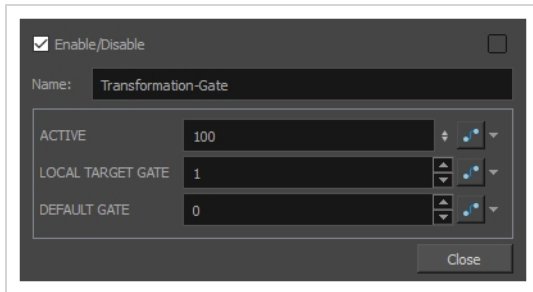 Enable/Disable
Name: Transformation-Gate
ACTIVE 100
LOCAL TARGET GATE 1
DEFAULT GATE 0
Close